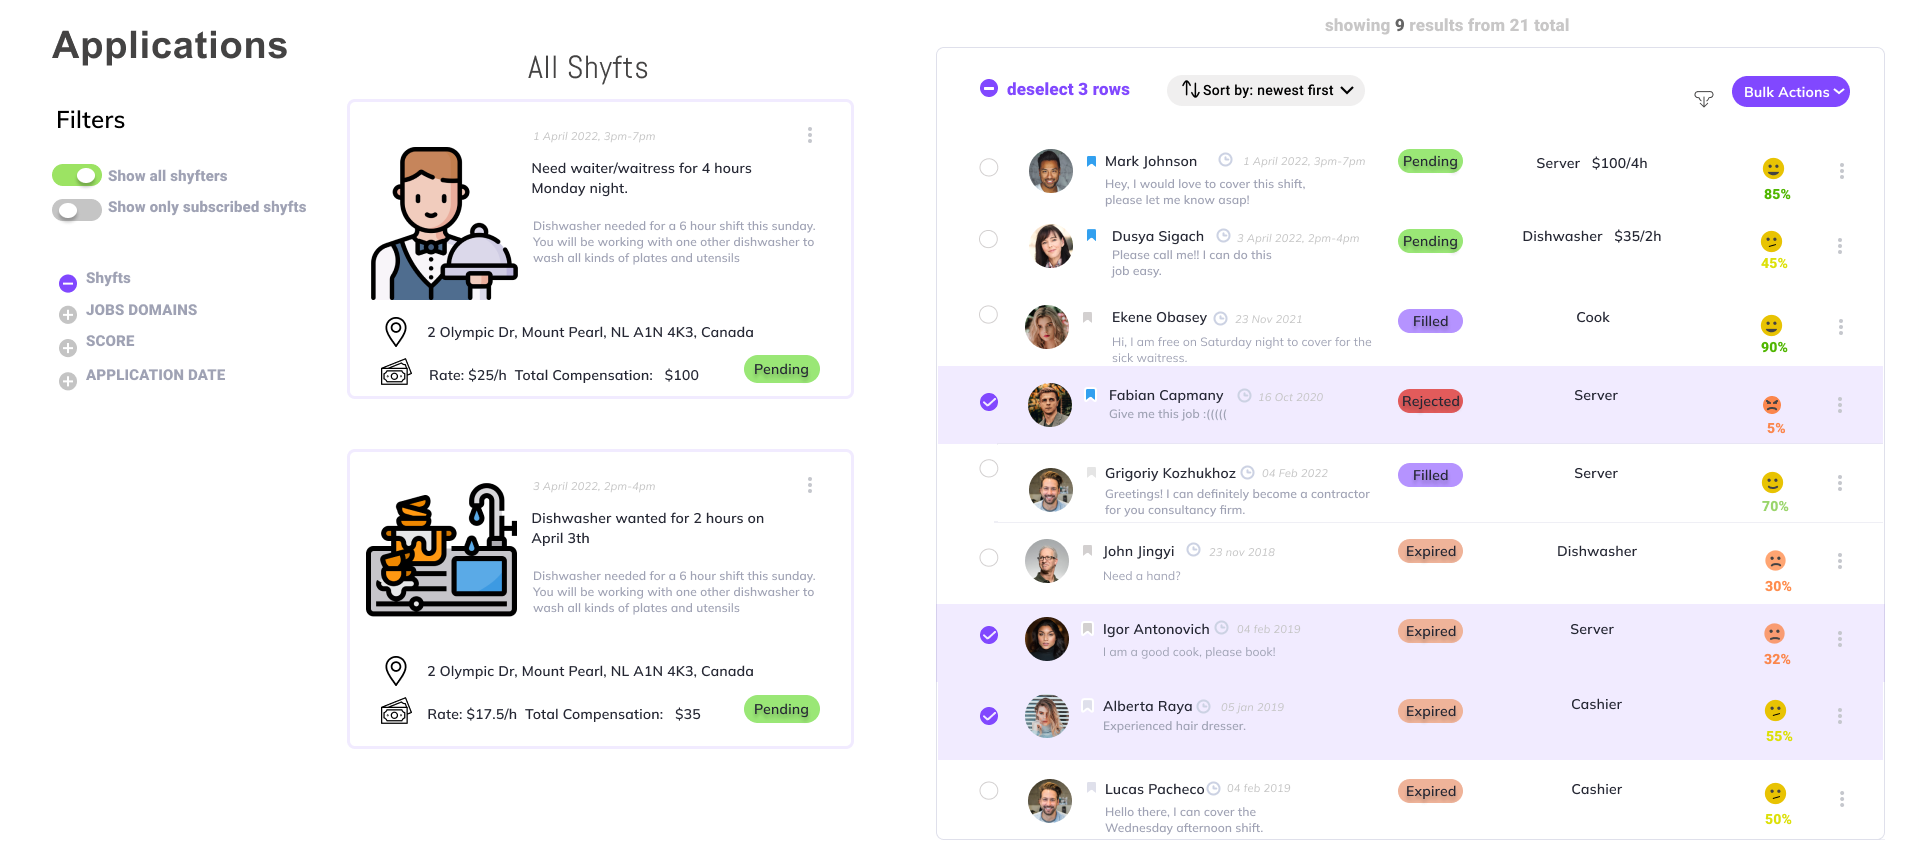 Applications
Filters
Show all shyfters
Show only subscribed shyfts
Shyfts
JOBS DOMAINS
SCORE
APPLICATION DATE
All Shyfts
1 April 2022, 3pm-7pm
Need waiter/waitress for 4 hours
Monday night.
Dishwasher needed for a 6 hour shift this sunday.
You will be working with one other dishwasher to
wash all kinds of plates and utensils
2 Olympic Dr, Mount Pearl, NL A1N 4K3, Canada
Rate: $25/h Total Compensation: $100
Pending
3 April 2022, 2pm-4pm
Dishwasher wanted for 2 hours on
April 3th
Dishwasher needed for a 6 hour shift this sunday.
You will be working with one other dishwasher to
wash all kinds of plates and utensils
2 Olympic Dr, Mount Pearl, NL A1N 4K3, Canada
Rate: $17.5/h Total Compensation: $35
Pending
showing 9 results from 21 total
deselect 3 rows
Sort by: newest first
Bulk Actions
Mark Johnson 1 April 2022, 3pm-7pm
Hey, I would love to cover this shift,
please let me know asap!
Pending
Server $100/4h
85%
Dusya Sigach 3 April 2022, 2pm-4pm
Please call me!! I can do this
job easy.
Pending
Dishwasher $35/2h
45%
Ekene Obasey 23 Nov 2021
Hi, I am free on Saturday night to cover for the
sick waitress.
Filled
Cook
90%
Fabian Capmany 16 Oct 2020
Give me this job :(((((
Rejected
Server
5%
Grigoriy Kozhukhoz 04 Feb 2022
Greetings! I can definitely become a contractor
for you consultancy firm.
Filled
Server
70%
John Jingyi 23 nov 2018
Need a hand?
Expired
Dishwasher
30%
Igor Antonovich 04 feb 2019
I am a good cook, please book!
Expired
Server
32%
Alberta Raya 05 jan 2019
Experienced hair dresser.
Expired
Cashier
55%
Lucas Pacheco 04 feb 2019
Hello there, I can cover the
Wednesday afternoon shift.
Expired
Cashier
50%